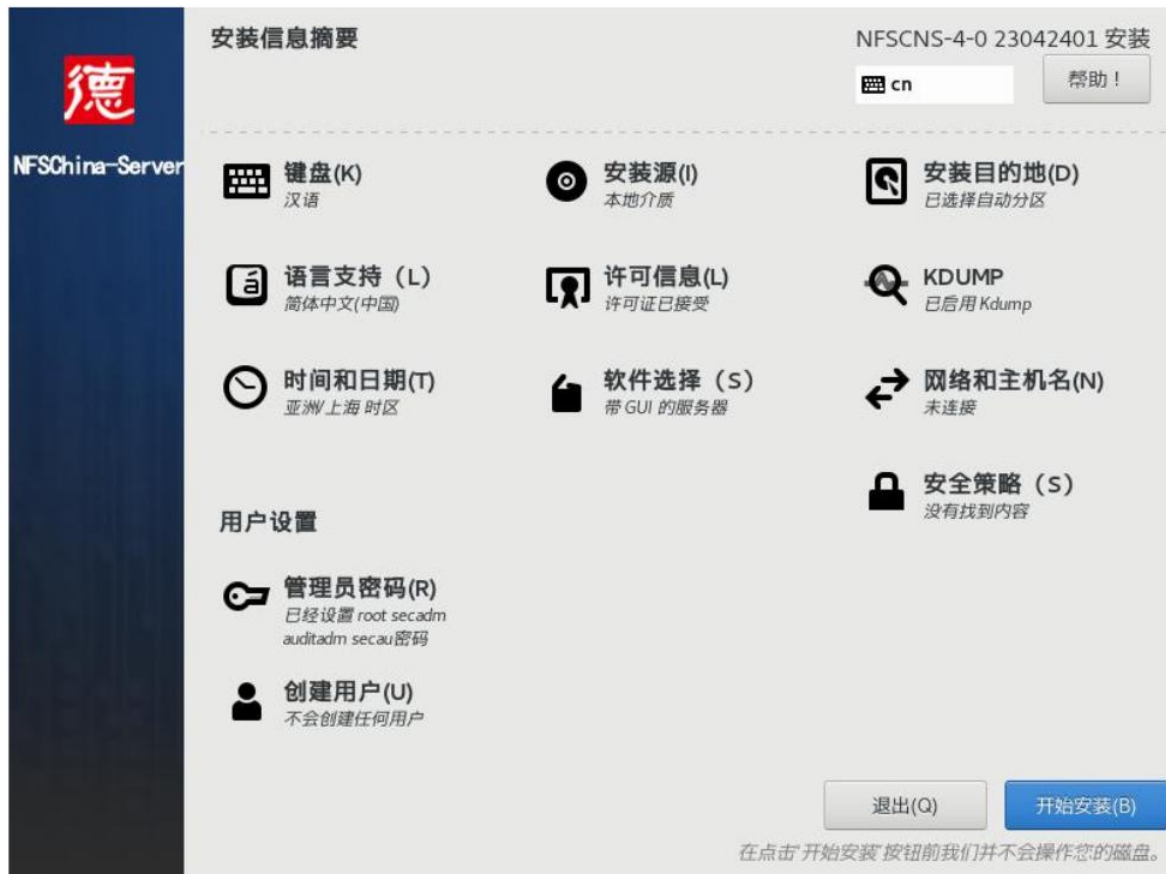 安装信息摘要
NFSCNS-4-0 23042401 安装
cn
帮助！
德
NFSChina-Server
键盘(K)
汉语
安装源(I)
本地介质
安装目的地(D)
已选择自动分区
语言支持（L）
简体中文(中国)
许可信息(L)
许可证已接受
KDUMP
已启用 Kdump
时间和日期(T)
亚洲/上海 时区
软件选择（S）
带 GUI 的服务器
网络和主机名(N)
未连接
安全策略（S）
没有找到内容
用户设置
管理员密码(R)
已经设置 root secadm
auditadm secau密码
创建用户(U)
不会创建任何用户
退出(Q)
开始安装(B)
在点击'开始安装'按钮前我们并不会操作您的磁盘。